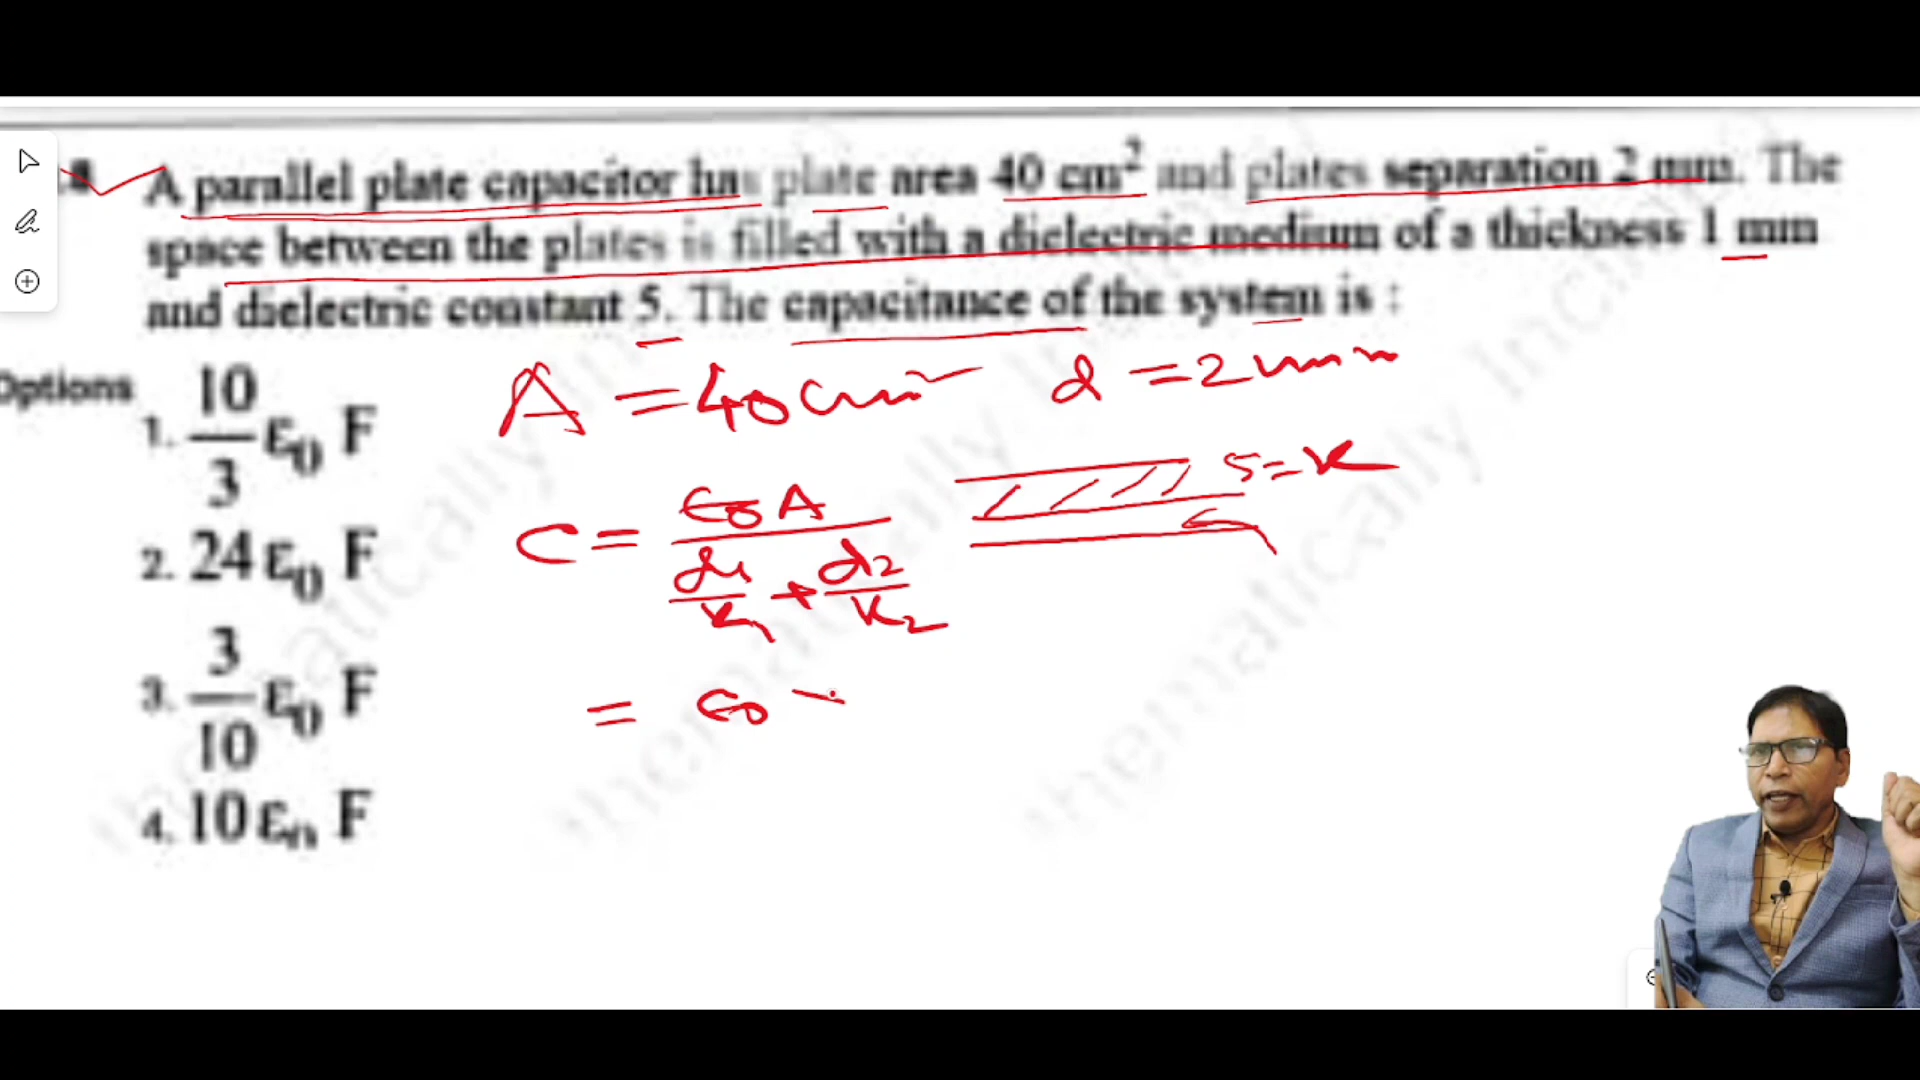 A parallel plate capacitor has plate area 40 cm² and plates separation 2 mm. The
space between the plates is filled with a dielectric medium of a thickness 1 mm
and dielectric constant 5. The capacitance of the system is :
Options
1. 10/3 ε₀ F
2. 24 ε₀ F
3. 3/10 ε₀ F
4. 10 ε₀ F
A = 40 cm² d = 2 mm
5 = K
C = ε₀A / (d₁/K₁ + d₂/K₂)
= ε₀